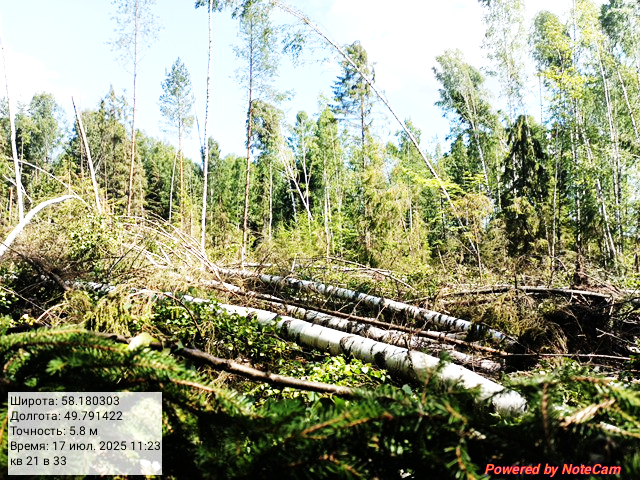 Широта: 58.180303
Долгота: 49.791422
Точность: 5.8 м
Время: 17 июл. 2025 11:23
кв 21 в 33
Powered by NoteCam